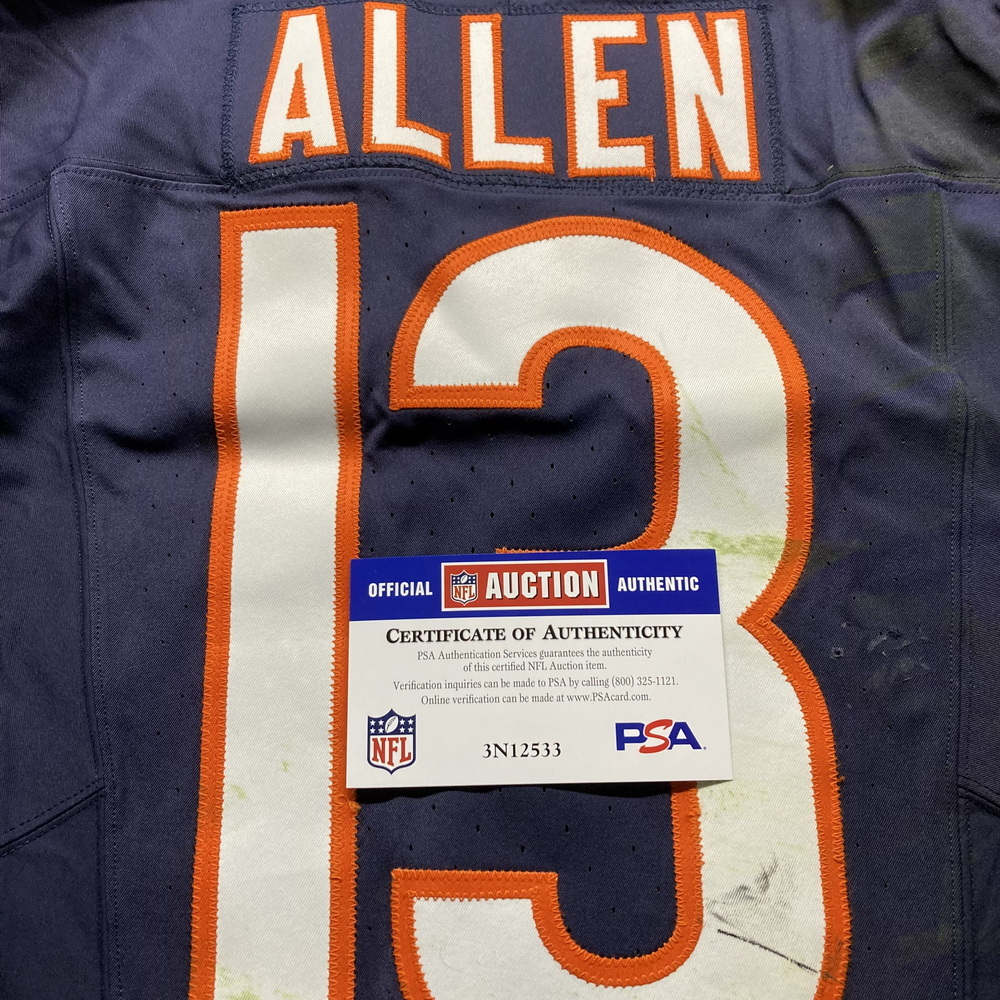 ALLEN
13
OFFICIAL NFL AUCTION AUTHENTIC
CERTIFICATE OF AUTHENTICITY
PSA Authentication Services guarantees the authenticity
of this certified NFL Auction item.
Verification inquiries can be made to PSA by calling (800) 325-1121.
Online verification can be made at www.PSAcard.com.
NFL 3N12533 PSA